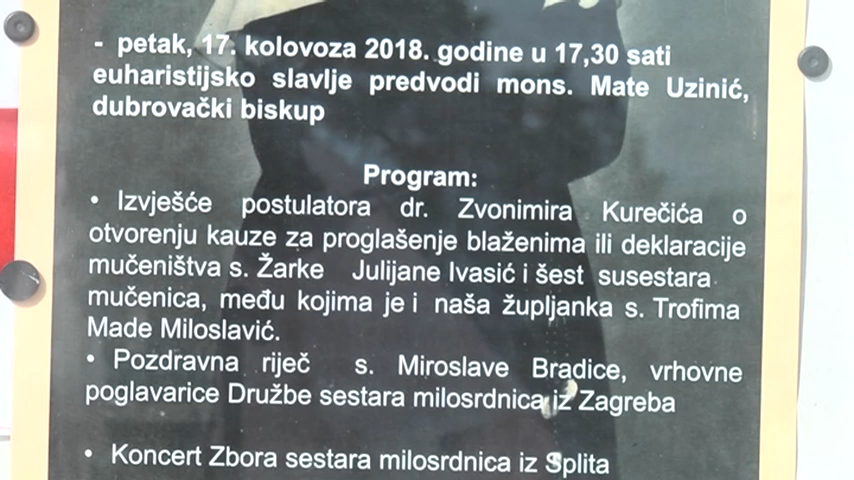 - petak, 17. kolovoza 2018. godine u 17,30 sati
euharistijsko slavlje predvodi mons. Mate Uzinić,
dubrovački biskup
Program:
• Izvješće postulatora dr. Zvonimira Kurečića o
otvorenju kauze za proglašenje blaženima ili deklaracije
mučeništva s. Žarke Julijane Ivasić i šest susestara
mučenica, među kojima je i naša župljanka s. Trofima
Made Miloslavić.
• Pozdravna riječ s. Miroslave Bradice, vrhovne
poglavarice Družbe sestara milosrdnica iz Zagreba
• Koncert Zbora sestara milosrdnica iz Splita